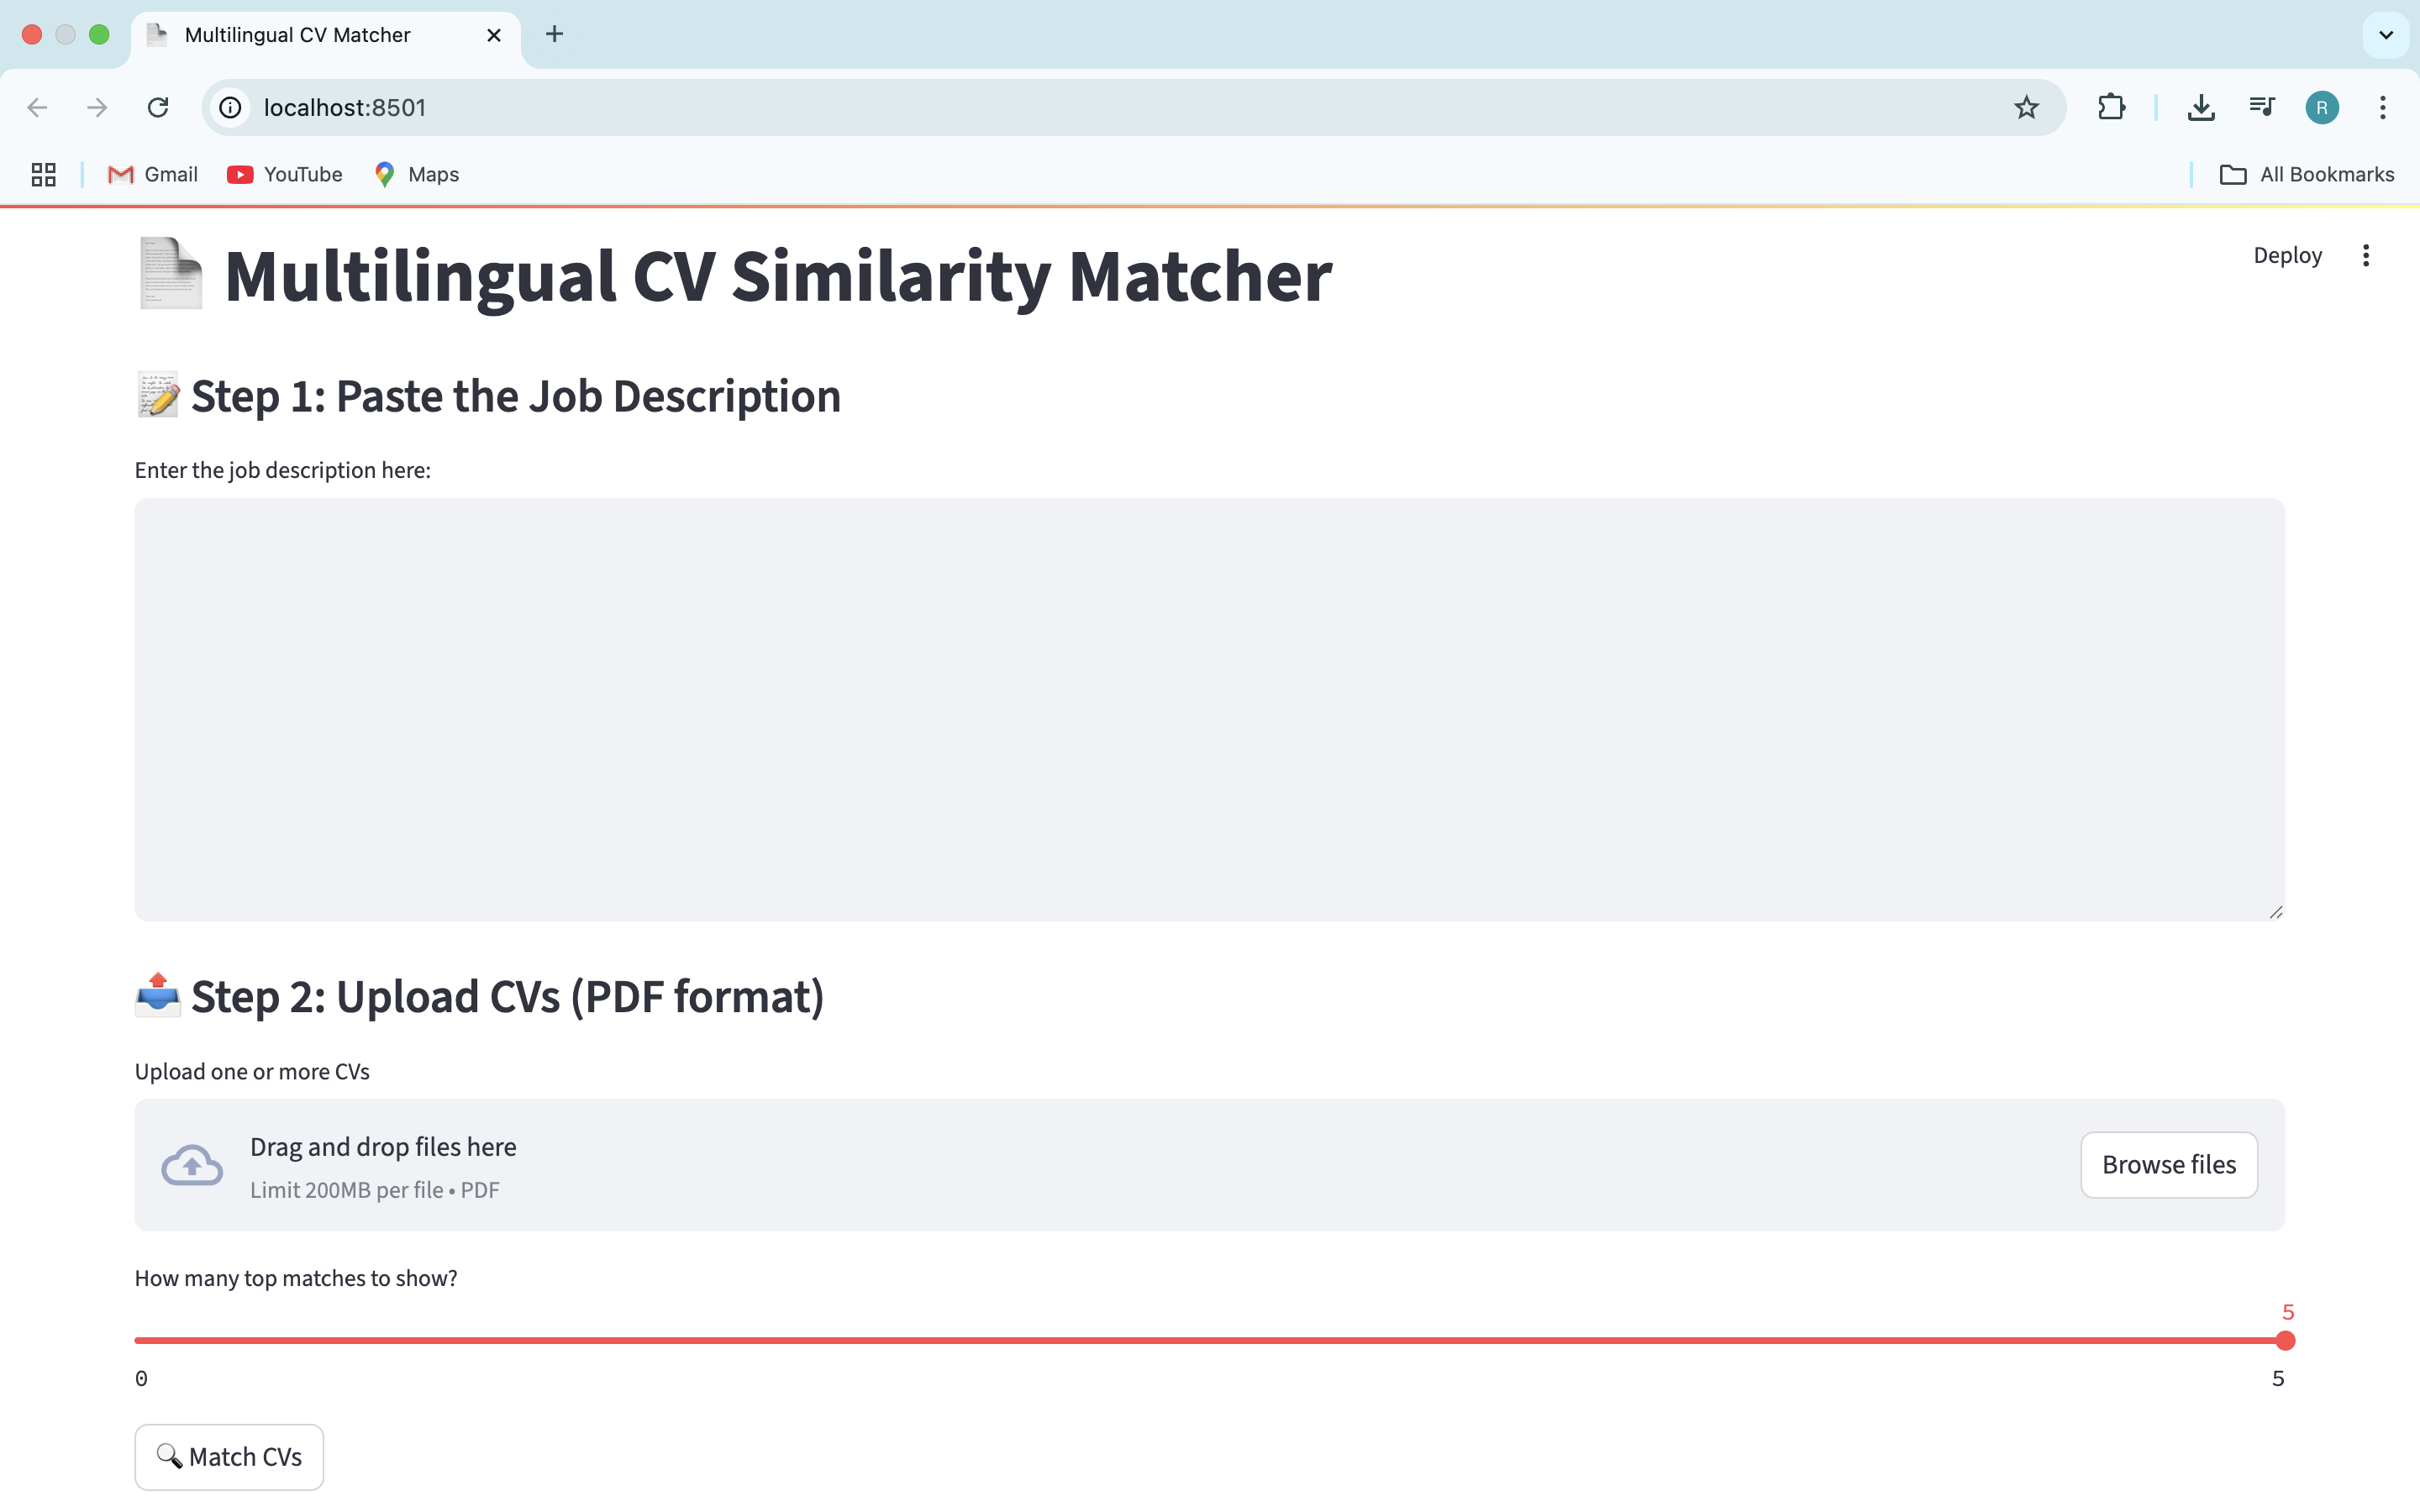 Multilingual CV Matcher
localhost:8501
R
Gmail
YouTube
Maps
All Bookmarks
Deploy
Multilingual CV Similarity Matcher
Step 1: Paste the Job Description
Enter the job description here:
Step 2: Upload CVs (PDF format)
Upload one or more CVs
Drag and drop files here
Limit 200MB per file • PDF
Browse files
How many top matches to show?
5
0
5
Match CVs